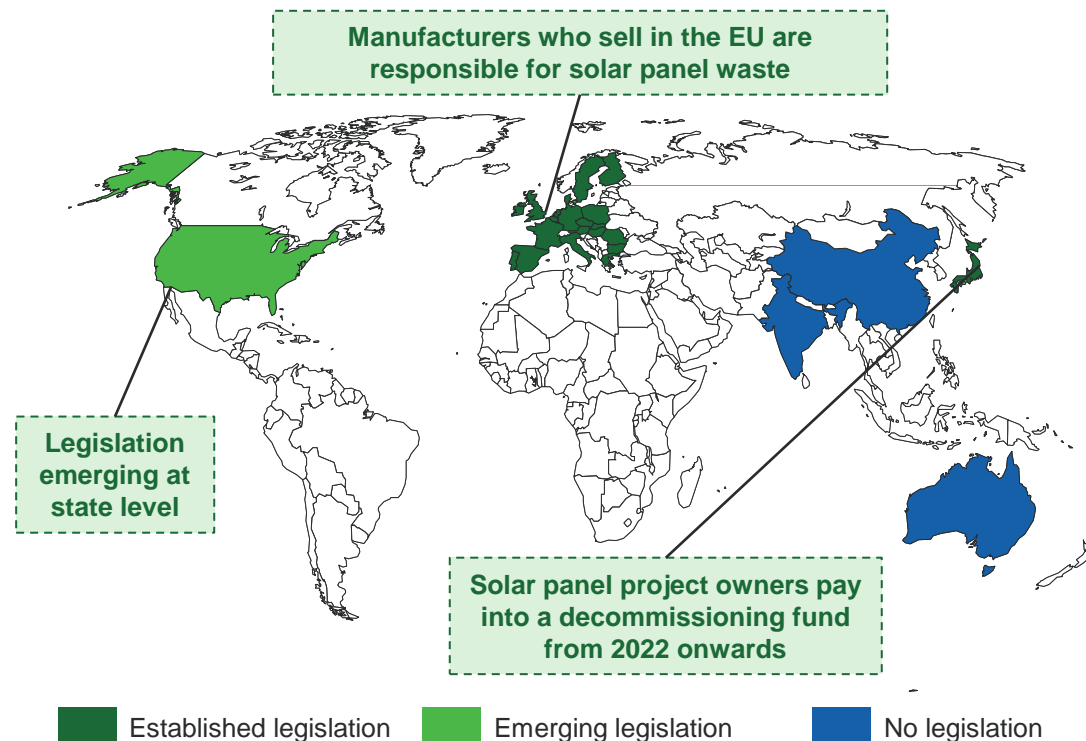 Manufacturers who sell in the EU are
responsible for solar panel waste
Legislation
emerging at
state level
Solar panel project owners pay
into a decommissioning fund
from 2022 onwards
Established legislation
Emerging legislation
No legislation